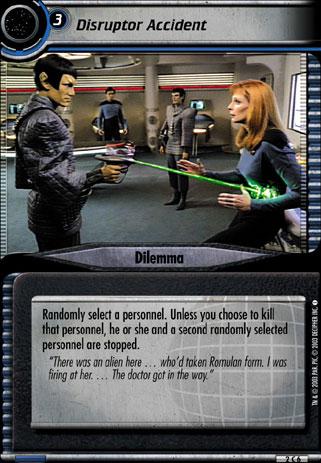 3 Disruptor Accident
Dilemma
Randomly select a personnel. Unless you choose to kill
that personnel, he or she and a second randomly selected
personnel are stopped.
"There was an alien here … who'd taken Romulan form. I was
firing at her. … The doctor got in the way."
TM & © 2003 PAR. PIC. © 2003 DECIPHER INC.
2 C 6